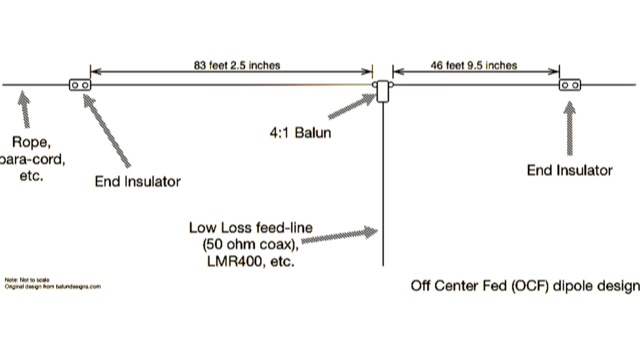 83 feet 2.5 inches
46 feet 9.5 inches
4:1 Balun
Rope,
para-cord,
etc.
End Insulator
End Insulator
Low Loss feed-line
(50 ohm coax),
LMR400, etc.
Note: Not to scale
Original design from balundesigns.com
Off Center Fed (OCF) dipole design